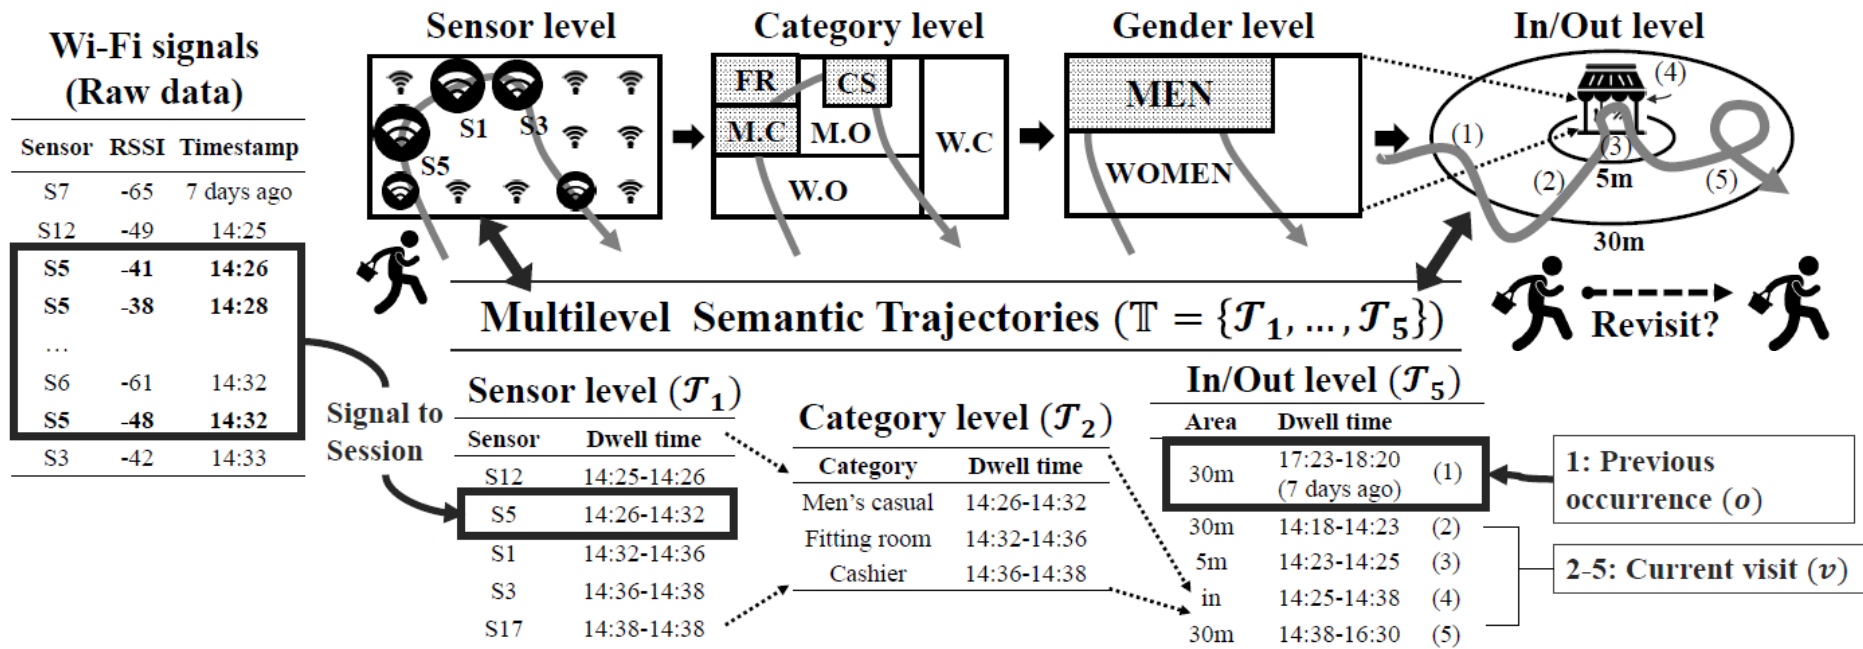 Wi-Fi signals
(Raw data)
Sensor RSSI Timestamp
S7 -65 7 days ago
S12 -49 14:25
S5 -41 14:26
S5 -38 14:28
...
S6 -61 14:32
S5 -48 14:32
S3 -42 14:33
Signal to
Session
Sensor level
S1
S3
S5
Category level
FR
CS
M.C
M.O
W.C
W.O
Gender level
MEN
WOMEN
In/Out level
(4)
(1)
(3)
(2)
5m
(5)
30m
Revisit?
Multilevel Semantic Trajectories (𝕋 = {𝒯₁, ..., 𝒯₅})
Sensor level (𝒯₁)
Sensor Dwell time
S12 14:25-14:26
S5 14:26-14:32
S1 14:32-14:36
S3 14:36-14:38
S17 14:38-14:38
Category level (𝒯₂)
Category Dwell time
Men's casual 14:26-14:32
Fitting room 14:32-14:36
Cashier 14:36-14:38
In/Out level (𝒯₅)
Area Dwell time
30m 17:23-18:20 (1)
(7 days ago)
30m 14:18-14:23 (2)
5m 14:23-14:25 (3)
in 14:25-14:38 (4)
30m 14:38-16:30 (5)
1: Previous
occurrence (o)
2-5: Current visit (v)